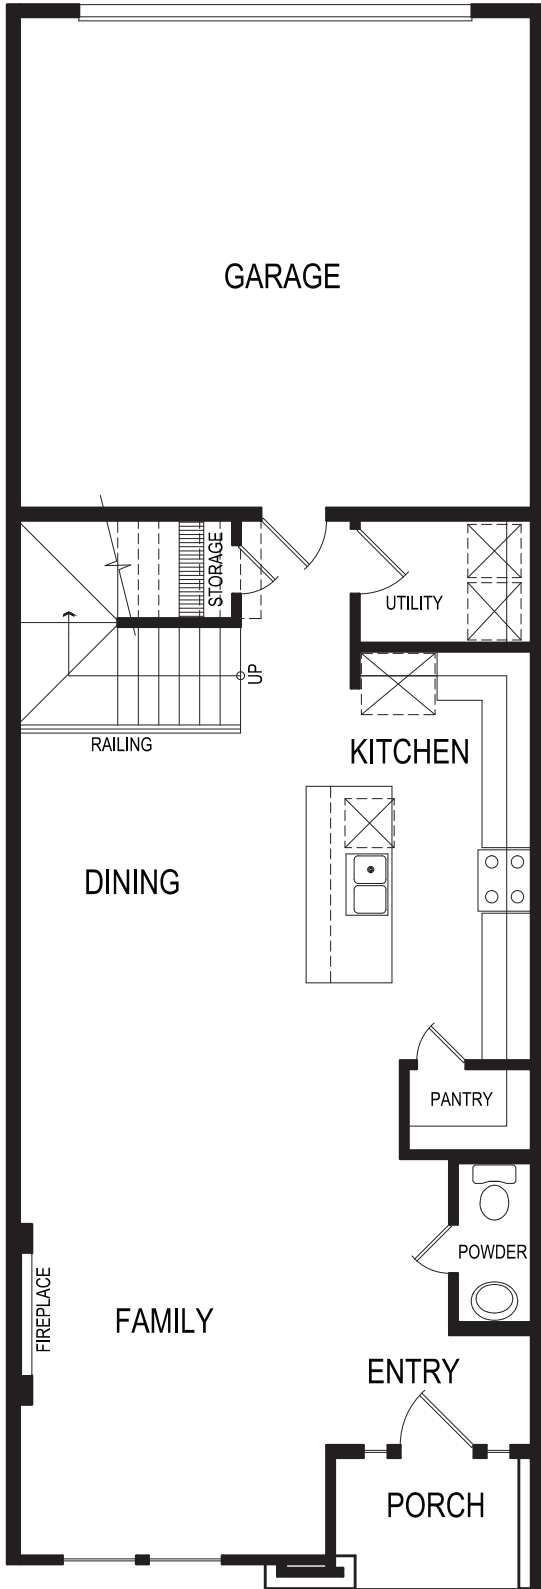 GARAGE
STORAGE
UTILITY
UP
RAILING
KITCHEN
DINING
PANTRY
POWDER
FIREPLACE
FAMILY
ENTRY
PORCH